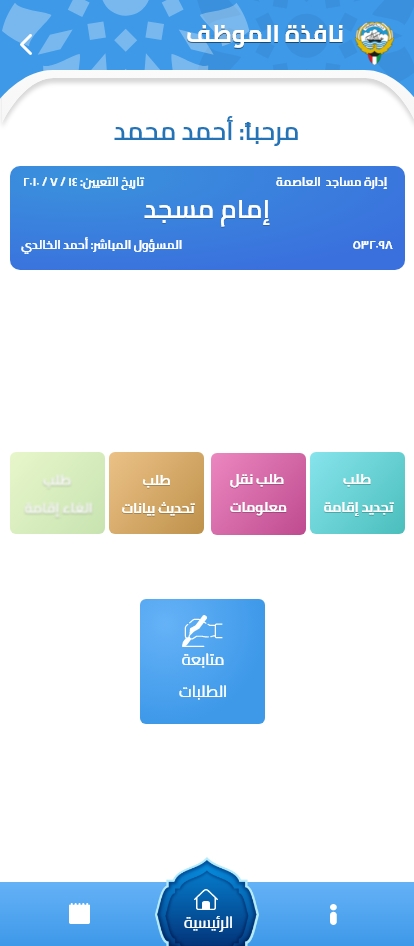 نافذة الموظف
مرحباً: أحمد محمد
إدارة مساجد العاصمة
تاريخ التعيين: ١٤ / ٧ / ٢٠١٠
إمام مسجد
٥٣٢٠٩٨
المسؤول المباشر: أحمد الخالدي
طلب
تجديد إقامة
طلب نقل
معلومات
طلب
تحديث بيانات
طلب
الغاء إقامة
متابعة
الطلبات
الرئيسية